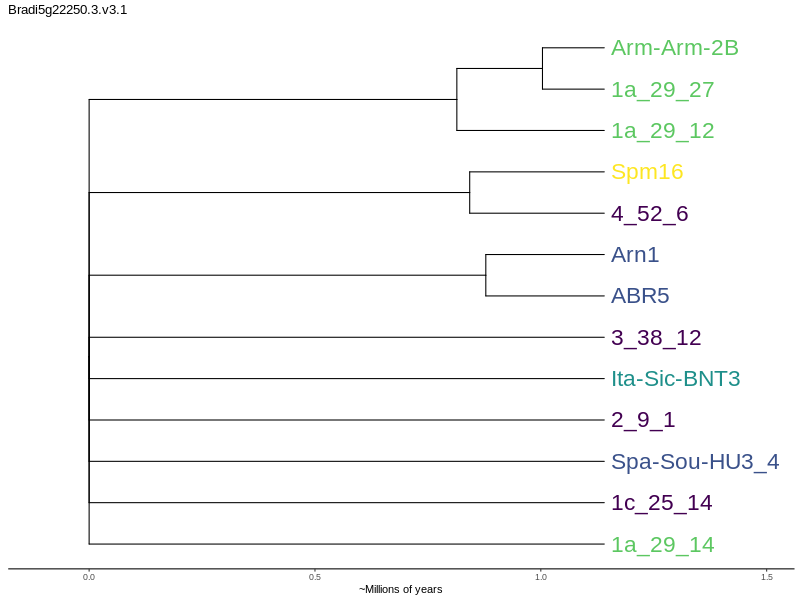 Bradi5g22250.3.v3.1
Arm-Arm-2B
1a_29_27
1a_29_12
Spm16
4_52_6
Arn1
ABR5
3_38_12
Ita-Sic-BNT3
2_9_1
Spa-Sou-HU3_4
1c_25_14
1a_29_14
0.0 0.5 1.0 1.5
~Millions of years